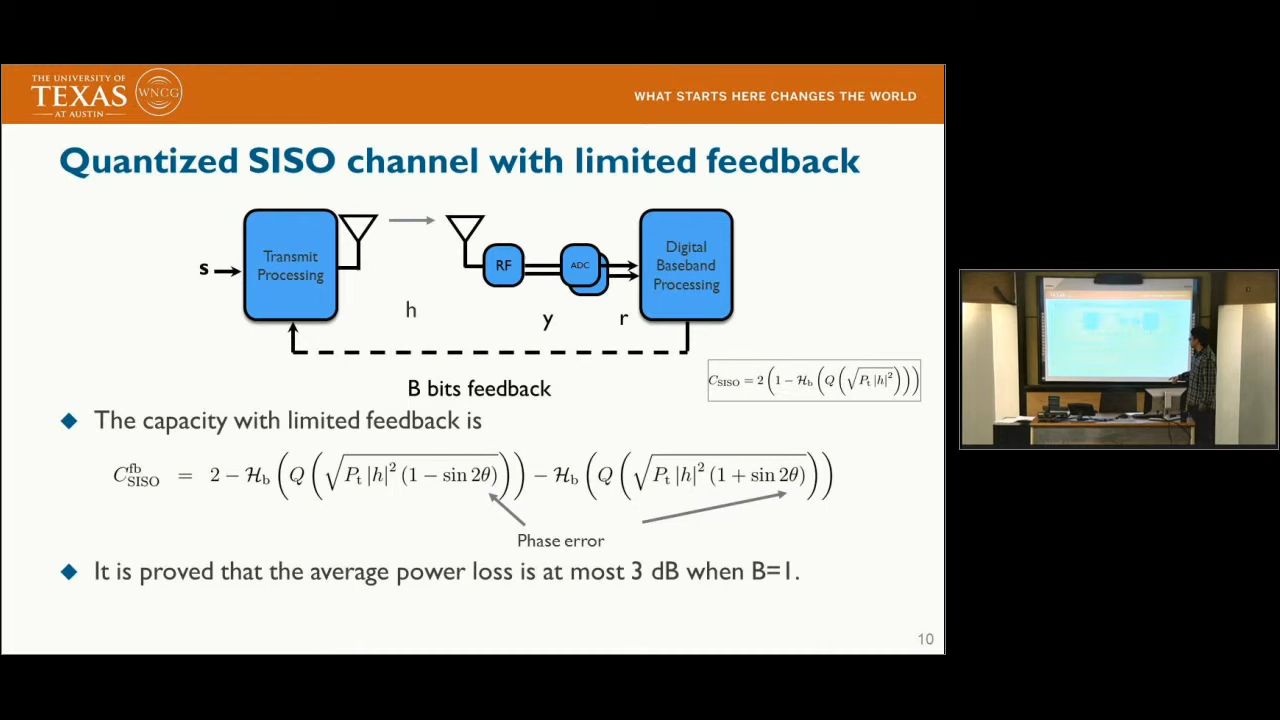 THE UNIVERSITY OF
TEXAS
AT AUSTIN
WNCG
WHAT STARTS HERE CHANGES THE WORLD
Quantized SISO channel with limited feedback
s
Transmit
Processing
RF
ADC
Digital
Baseband
Processing
h
y
r
B bits feedback
C_SISO = 2 (1 − H_b (Q (√(P_t |h|²))))
◆ The capacity with limited feedback is
C_SISO^fb = 2 − H_b (Q (√(P_t |h|² (1 − sin 2θ)))) − H_b (Q (√(P_t |h|² (1 + sin 2θ))))
Phase error
◆ It is proved that the average power loss is at most 3 dB when B=1.
10